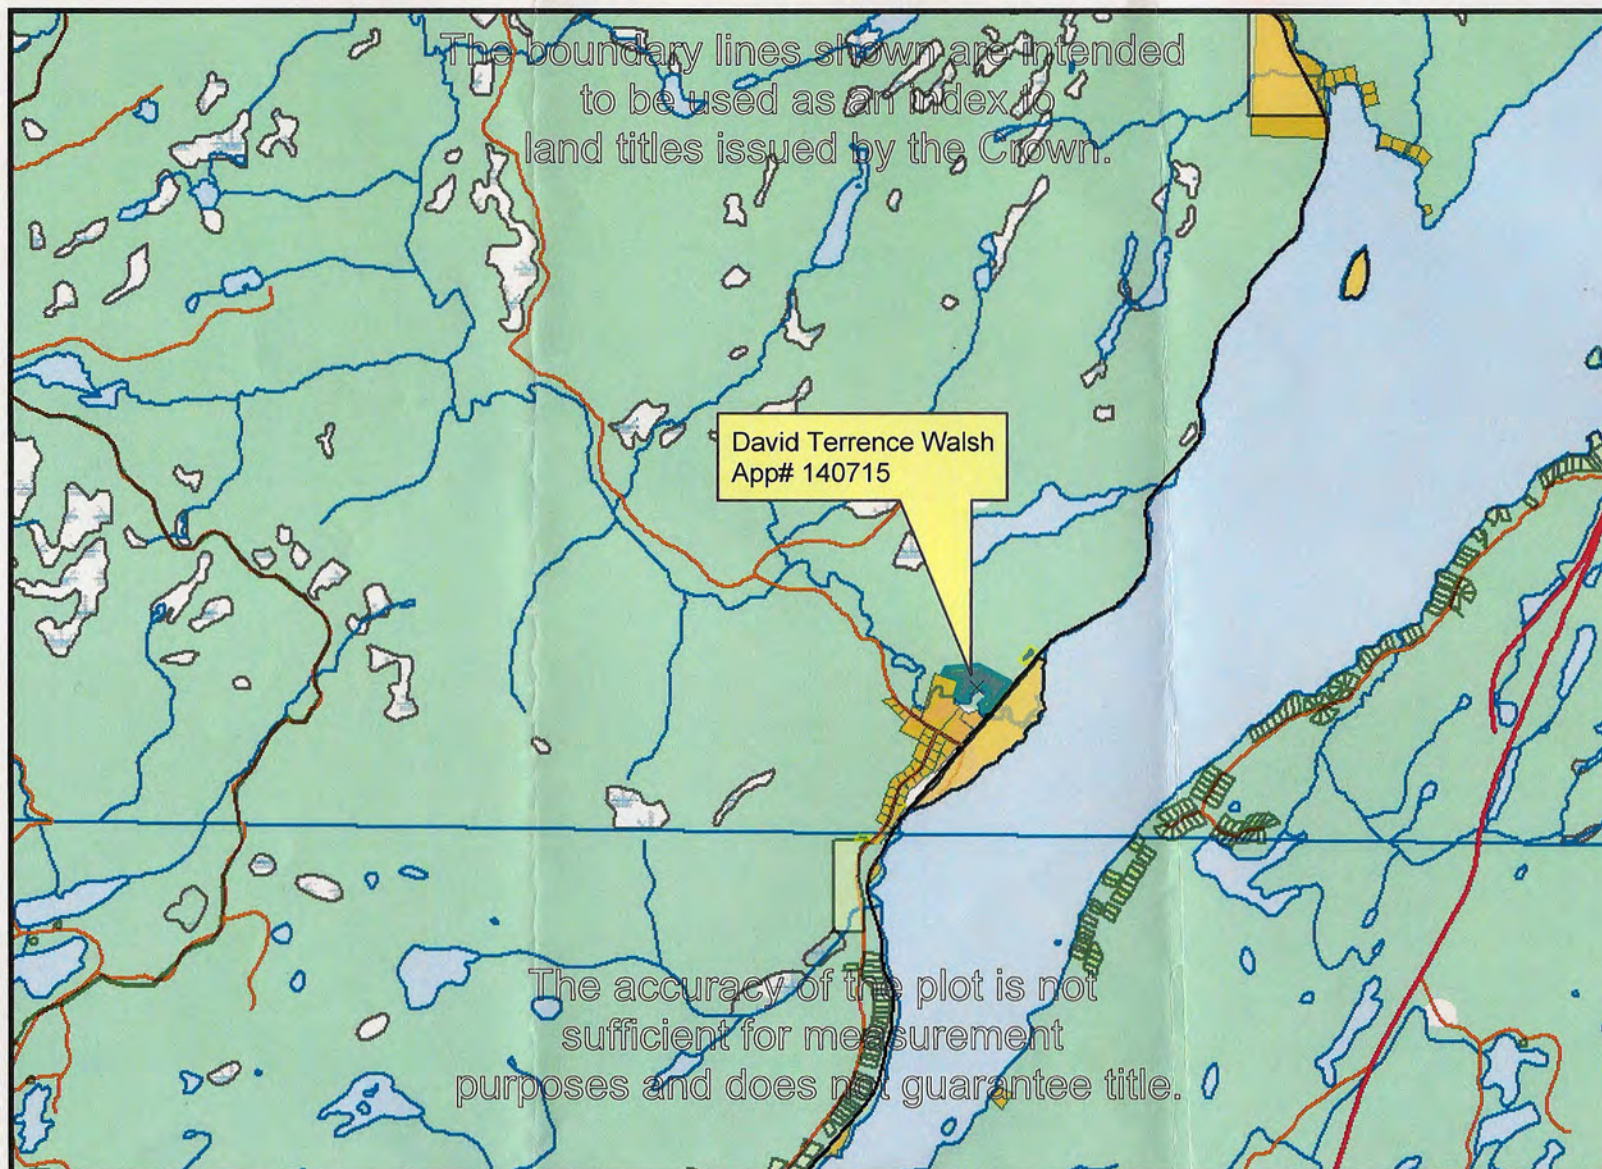 The boundary lines shown are intended
to be used as an index to
land titles issued by the Crown.
David Terrence Walsh
App# 140715
The accuracy of the plot is not
sufficient for measurement
purposes and does not guarantee title.